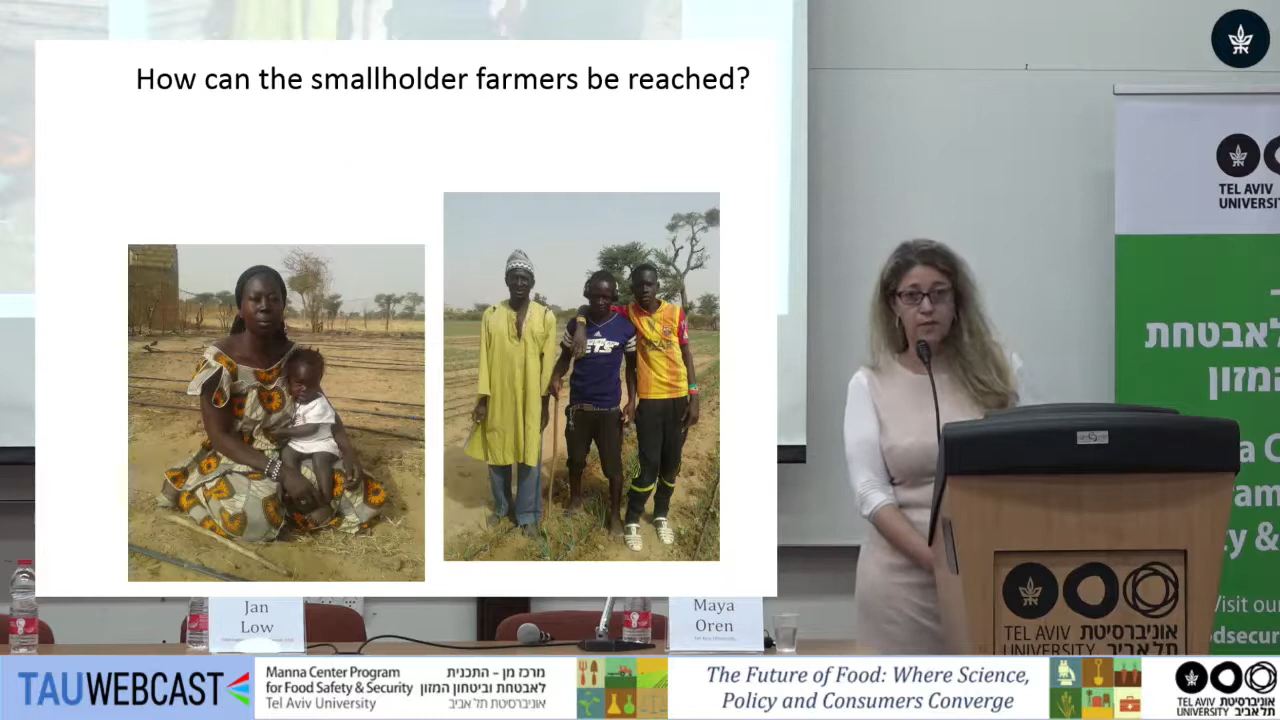 How can the smallholder farmers be reached?
TEL AVIV
UNIVERSITY
לאבטחת
המזון
Jan
Low
Maya
Oren
TEL AVIV אוניברסיטת
UNIVERSITY תל אביב
TAUWEBCAST
Manna Center Program
for Food Safety & Security
Tel Aviv University
מרכז מן – התכנית
לאבטחת וביטחון המזון
אוניברסיטת תל אביב
The Future of Food: Where Science,
Policy and Consumers Converge
TEL AVIV אוניברסיטת
UNIVERSITY תל אביב